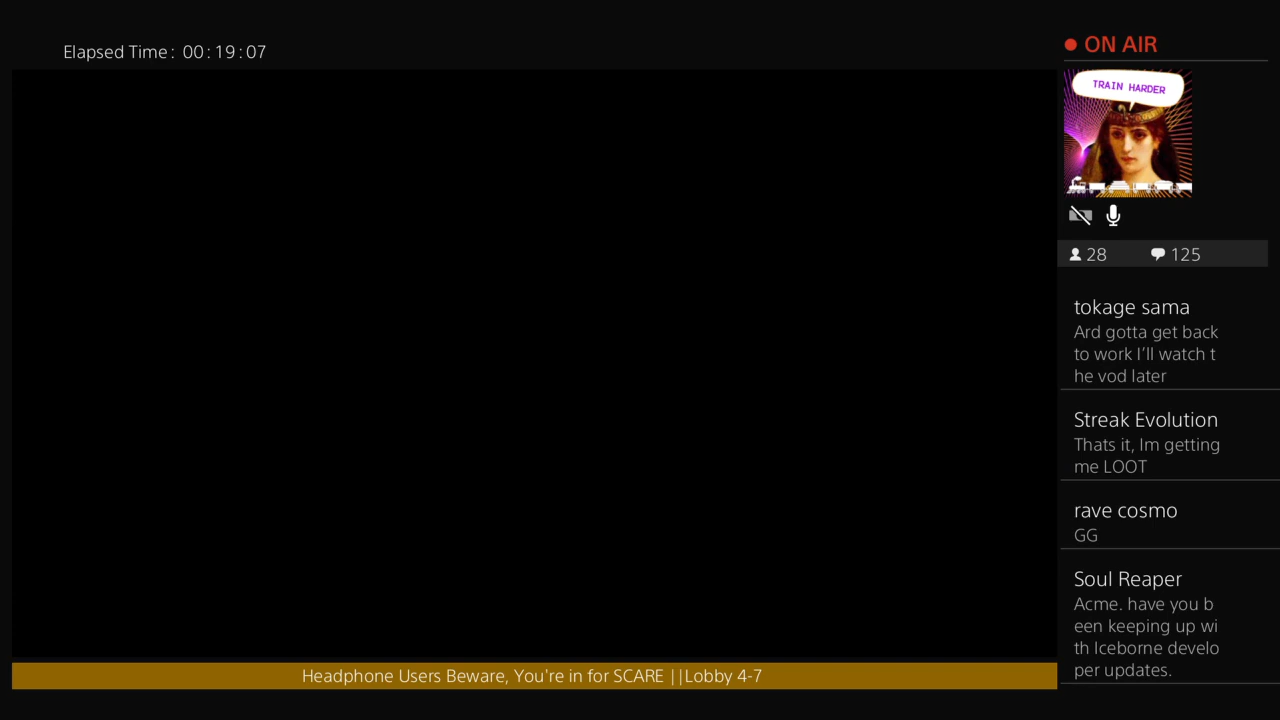 Elapsed Time: 00:19:07
ON AIR
TRAIN HARDER
28 125
tokage sama
Ard gotta get back
to work I'll watch t
he vod later
Streak Evolution
Thats it, Im getting
me LOOT
rave cosmo
GG
Soul Reaper
Acme. have you b
een keeping up wi
th Iceborne develo
per updates.
Headphone Users Beware, You're in for SCARE ||Lobby 4-7